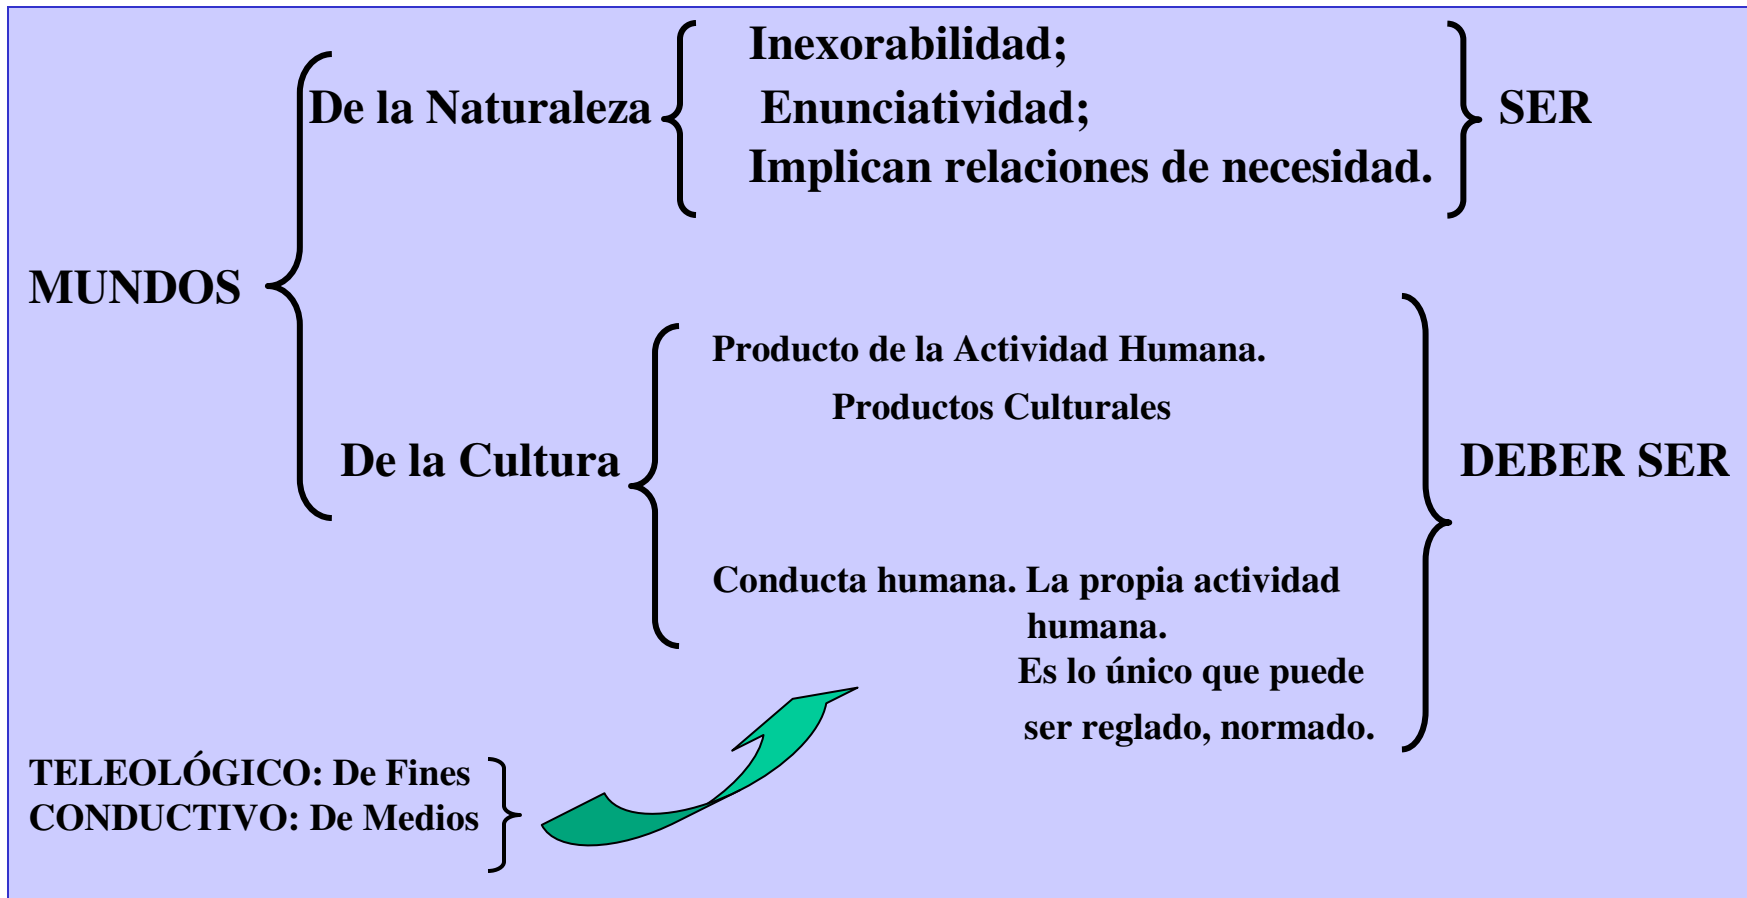 MUNDOS
De la Naturaleza
Inexorabilidad;
Enunciatividad;
Implican relaciones de necesidad.
SER
De la Cultura
Producto de la Actividad Humana.
Productos Culturales
Conducta humana. La propia actividad
humana.
Es lo único que puede
ser reglado, normado.
DEBER SER
TELEOLÓGICO: De Fines
CONDUCTIVO: De Medios